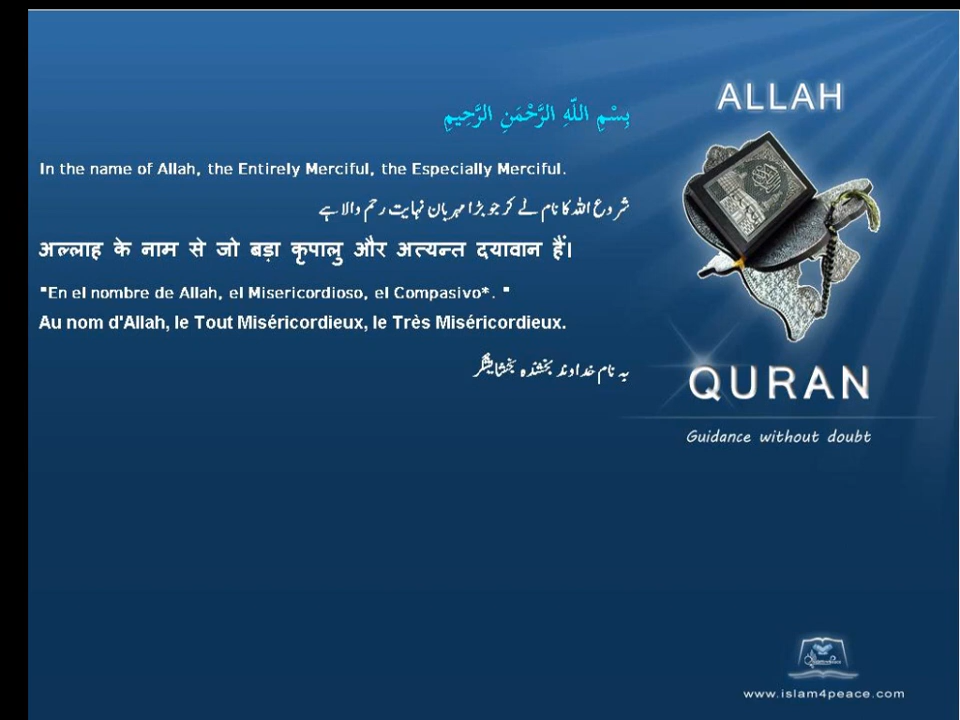 بِسْمِ اللّهِ الرَّحْمَنِ الرَّحِيمِ
In the name of Allah, the Entirely Merciful, the Especially Merciful.
شروع الله کا نام لے کر جو بڑا مہربان نہایت رحم والا ہے
अल्लाह के नाम से जो बड़ा कृपालु और अत्यन्त दयावान हैं।
"En el nombre de Allah, el Misericordioso, el Compasivo*. "
Au nom d'Allah, le Tout Miséricordieux, le Très Miséricordieux.
به نام خداوند بخشنده بخشایشگر
ALLAH
QURAN
Guidance without doubt
www.islam4peace.com